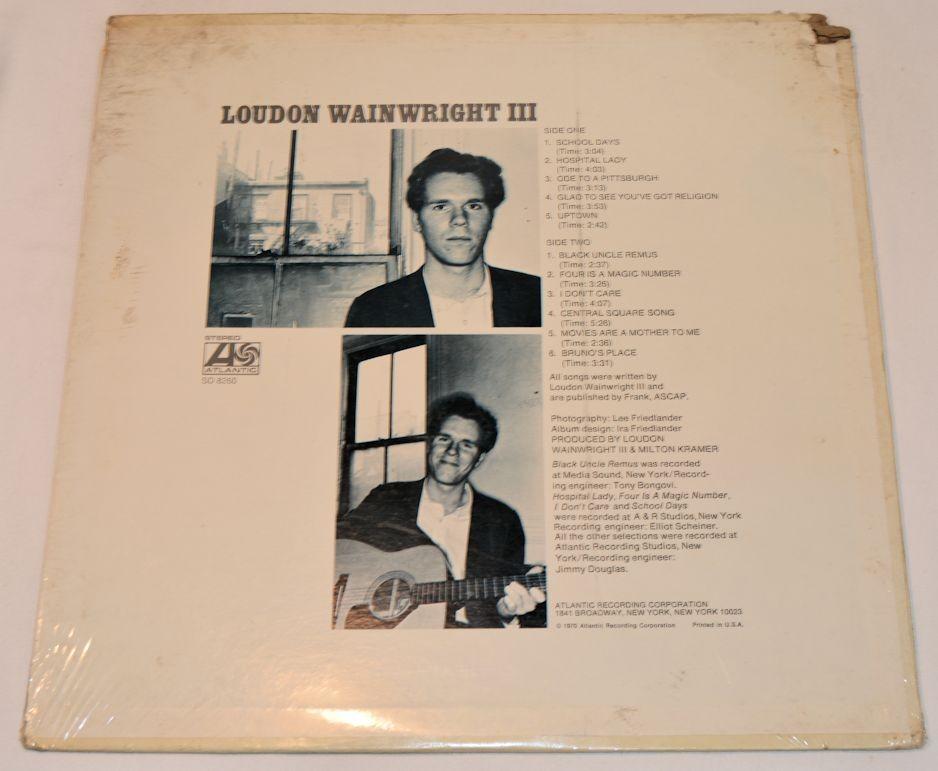 LOUDON WAINWRIGHT III
SIDE ONE
1. SCHOOL DAYS
(Time: 3:04)
2. HOSPITAL LADY
(Time: 4:03)
3. ODE TO A PITTSBURGH
(Time: 3:13)
4. GLAD TO SEE YOU'VE GOT RELIGION
(Time: 3:53)
5. UPTOWN
(Time: 2:42)
SIDE TWO
1. BLACK UNCLE REMUS
(Time: 2:37)
2. FOUR IS A MAGIC NUMBER
(Time: 3:25)
3. I DON'T CARE
(Time: 4:07)
4. CENTRAL SQUARE SONG
(Time: 5:26)
5. MOVIES ARE A MOTHER TO ME
(Time: 2:36)
6. BRUNO'S PLACE
(Time: 3:31)
STEREO
ATLANTIC
SD 8260
All songs were written by
Loudon Wainwright III and
are published by Frank, ASCAP.
Photography: Lee Friedlander
Album design: Ira Friedlander
PRODUCED BY LOUDON
WAINWRIGHT III & MILTON KRAMER
Black Uncle Remus was recorded
at Media Sound, New York/Record-
ing engineer: Tony Bongovi.
Hospital Lady, Four Is A Magic Number,
I Don't Care and School Days
were recorded at A & R Studios, New York
Recording engineer: Elliot Scheiner.
All the other selections were recorded at
Atlantic Recording Studios, New
York/Recording engineer:
Jimmy Douglas.
ATLANTIC RECORDING CORPORATION
1841 BROADWAY, NEW YORK, NEW YORK 10023
© 1970 Atlantic Recording Corporation Printed in U.S.A.